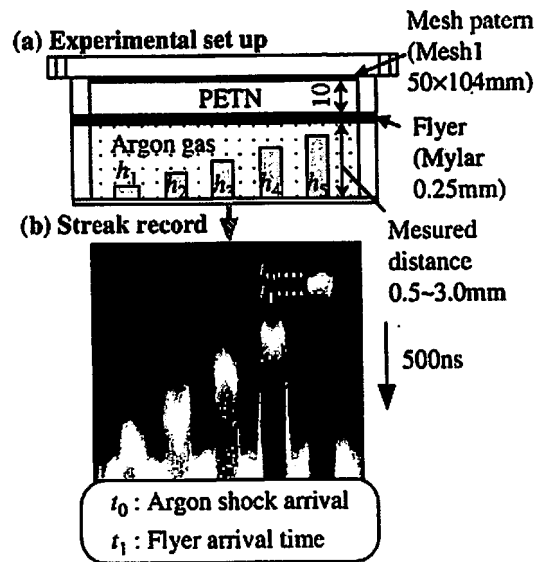 (a) Experimental set up
Mesh patern
(Mesh1
50×104mm)
PETN
10
Flyer
(Mylar
0.25mm)
Argon gas
h1
h2
h3
h4
h5
Mesured
distance
0.5~3.0mm
(b) Streak record
500ns
t0 : Argon shock arrival
t1 : Flyer arrival time